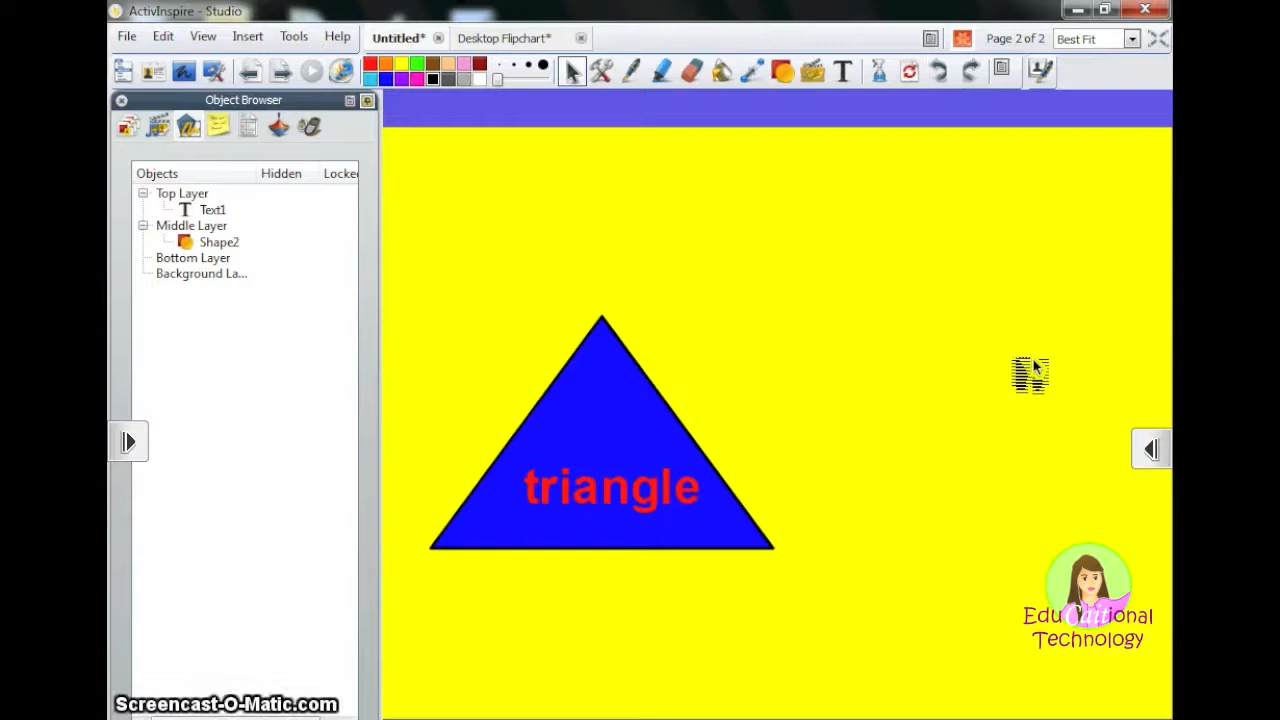 ActivInspire - Studio
File Edit View Insert Tools Help
Untitled* Desktop Flipchart*
Page 2 of 2 Best Fit
Object Browser
Objects Hidden Locke
Top Layer
Text1
Middle Layer
Shape2
Bottom Layer
Background La...
triangle
EduCaitional
Technology
Screencast-O-Matic.com